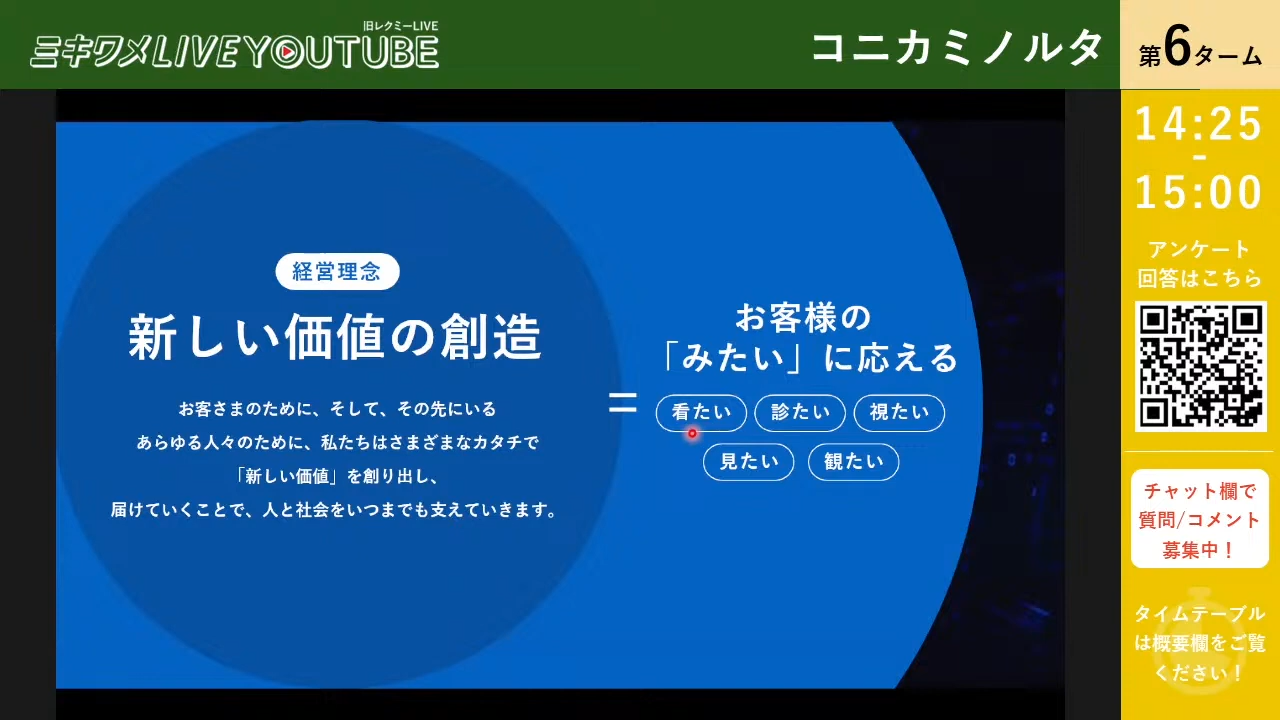 旧レクミーLIVE
ミキワメLIVE YOUTUBE
コニカミノルタ
第6ターム
経営理念
新しい価値の創造
お客さまのために、そして、その先にいる
あらゆる人々のために、私たちはさまざまなカタチで
「新しい価値」を創り出し、
届けていくことで、人と社会をいつまでも支えていきます。
=
お客様の
「みたい」に応える
看たい 診たい 視たい
見たい 観たい
14:25
-
15:00
アンケート
回答はこちら
チャット欄で
質問/コメント
募集中！
タイムテーブル
は概要欄をご覧
ください！